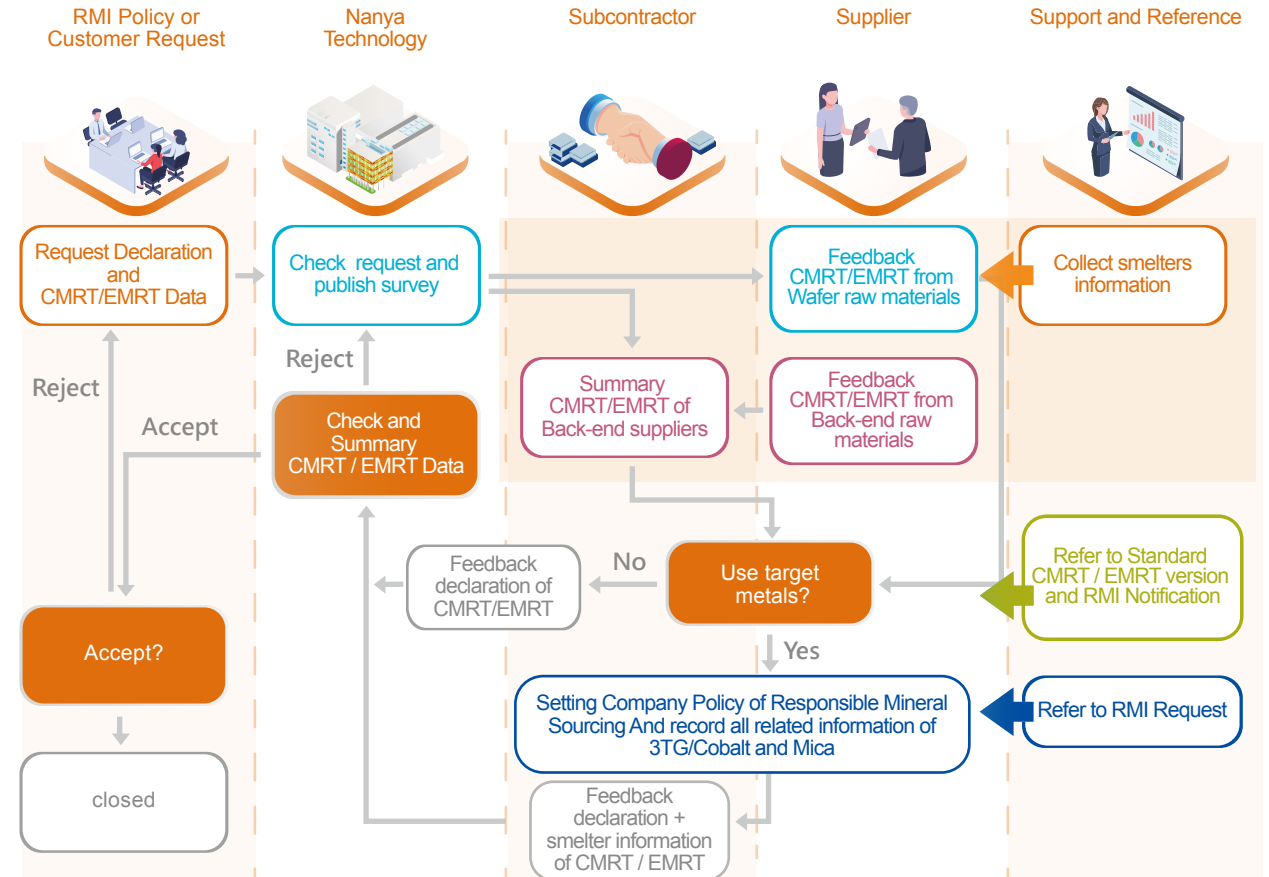 RMI Policy or
Customer Request
Nanya
Technology
Subcontractor
Supplier
Support and Reference
Request Declaration
and
CMRT/EMRT Data
Check request and
publish survey
Feedback
CMRT/EMRT from
Wafer raw materials
Collect smelters
information
Reject
Reject
Accept
Check and
Summary
CMRT / EMRT Data
Summary
CMRT/EMRT of
Back-end suppliers
Feedback
CMRT/EMRT from
Back-end raw
materials
Feedback
declaration of
CMRT/EMRT
No
Use target
metals?
Refer to Standard
CMRT / EMRT version
and RMI Notification
Accept?
Yes
Setting Company Policy of Responsible Mineral
Sourcing And record all related information of
3TG/Cobalt and Mica
Refer to RMI Request
closed
Feedback
declaration +
smelter information
of CMRT / EMRT